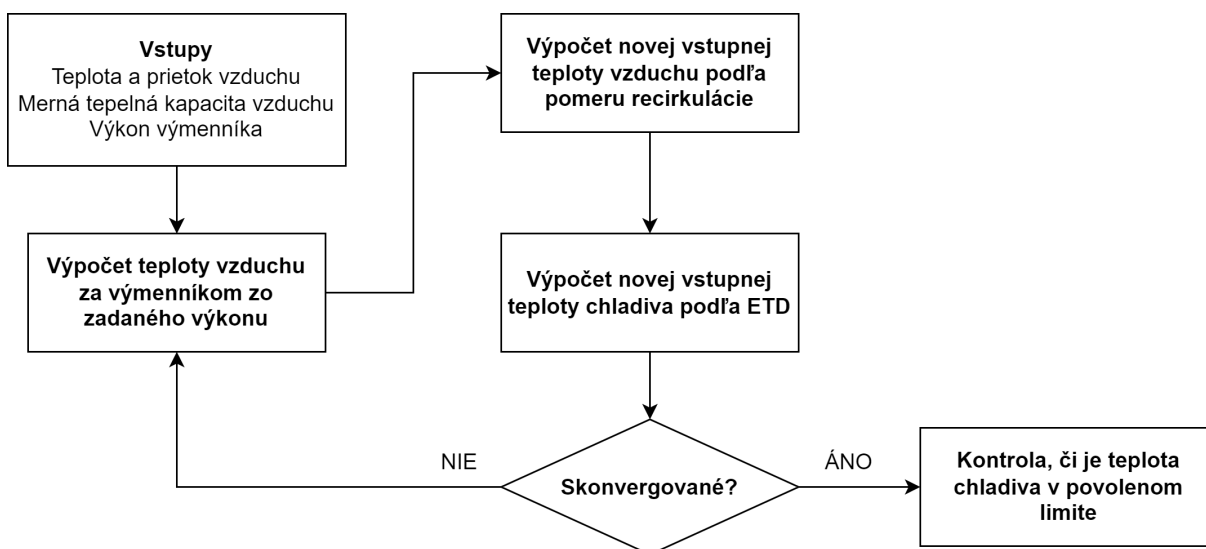 Vstupy
Teplota a prietok vzduchu
Merná tepelná kapacita vzduchu
Výkon výmenníka
Výpočet teploty vzduchu
za výmenníkom zo
zadaného výkonu
Výpočet novej vstupnej
teploty vzduchu podľa
pomeru recirkulácie
Výpočet novej vstupnej
teploty chladiva podľa ETD
Skonvergované?
NIE
ÁNO
Kontrola, či je teplota
chladiva v povolenom
limite